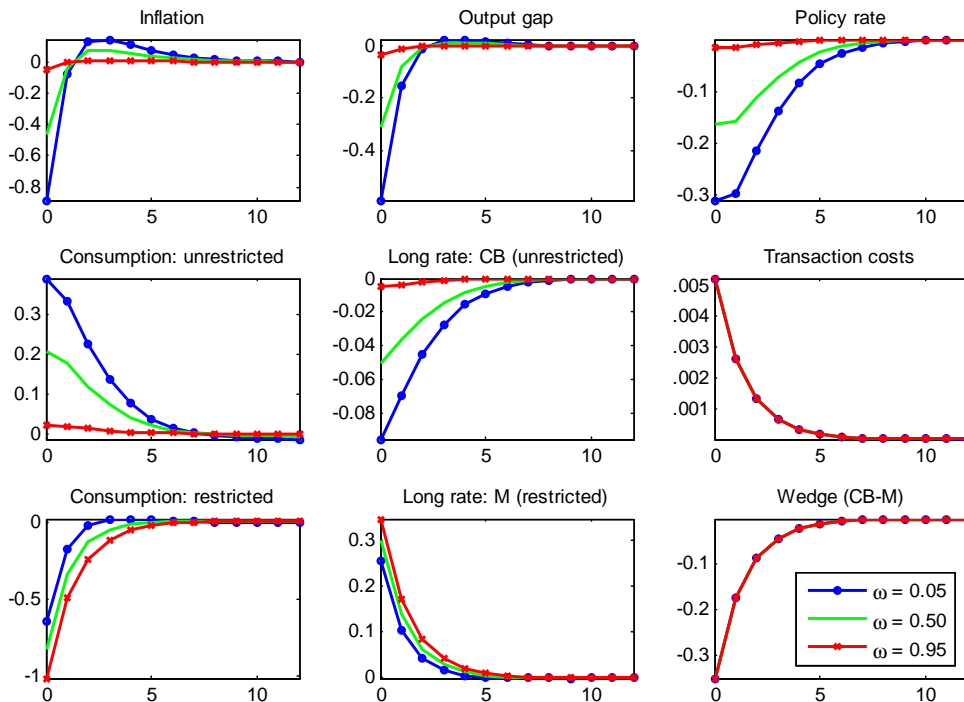 Inflation
Output gap
Policy rate
0
-0.2
-0.4
-0.6
-0.8
0 5 10
0
-0.2
-0.4
0 5 10
0
-0.1
-0.2
-0.3
0 5 10
Consumption: unrestricted
Long rate: CB (unrestricted)
Transaction costs
0.3
0.2
0.1
0
0 5 10
0
-0.02
-0.04
-0.06
-0.08
0 5 10
.005
.004
.003
.002
.001
0 5 10
Consumption: restricted
Long rate: M (restricted)
Wedge (CB-M)
0
-0.5
-1
0 5 10
0.3
0.2
0.1
0
0 5 10
-0.1
-0.2
-0.3
0 5 10
ω = 0.05
ω = 0.50
ω = 0.95